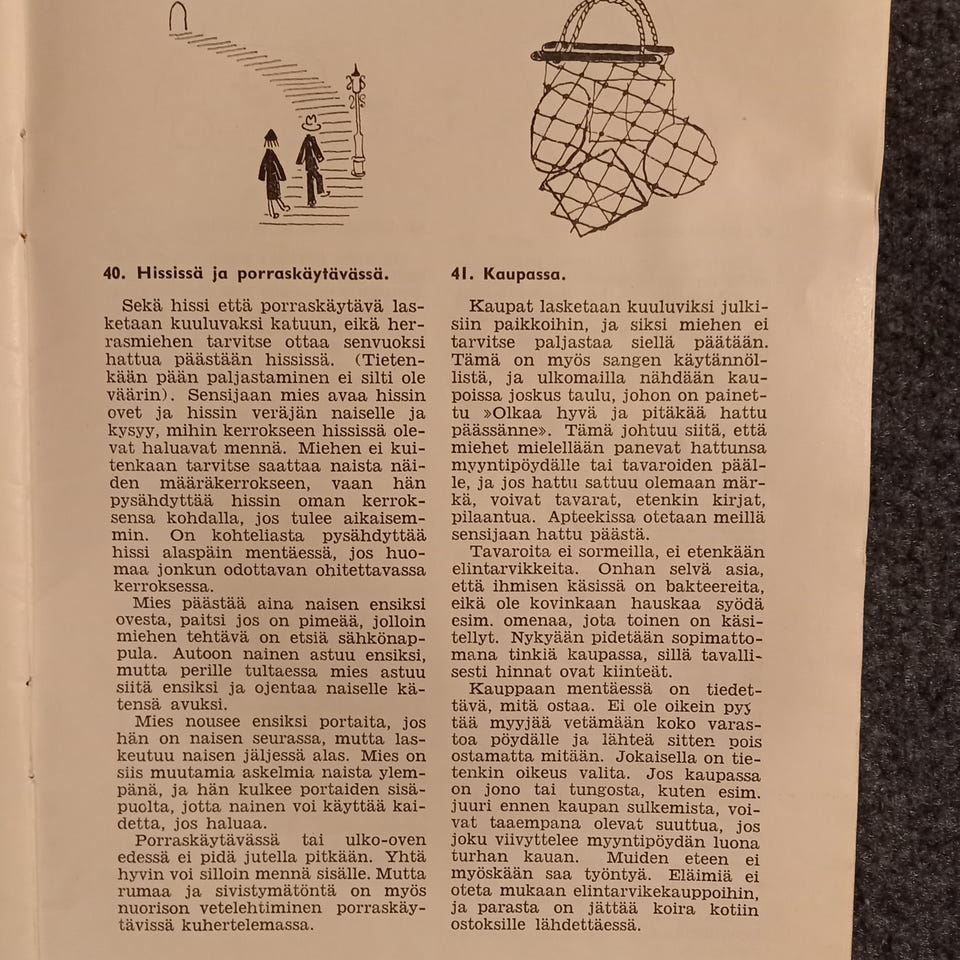 40. Hississä ja porraskäytävässä.
Sekä hissi että porraskäytävä las-
ketaan kuuluvaksi katuun, eikä her-
rasmiehen tarvitse ottaa senvuoksi
hattua päästään hississä. (Tieten-
kään pään paljastaminen ei silti ole
väärin). Sensijaan mies avaa hissin
ovet ja hissin veräjän naiselle ja
kysyy, mihin kerrokseen hississä ole-
vat haluavat mennä. Miehen ei kui-
tenkaan tarvitse saattaa naista näi-
den määräkerrokseen, vaan hän
pysähdyttää hissin oman kerrok-
sensa kohdalla, jos tulee aikaisem-
min. On kohteliasta pysähdyttää
hissi alaspäin mentäessä, jos huo-
maa jonkun odottavan ohitettavassa
kerroksessa.
Mies päästää aina naisen ensiksi
ovesta, paitsi jos on pimeää, jolloin
miehen tehtävä on etsiä sähkönap-
pula. Autoon nainen astuu ensiksi,
mutta perille tultaessa mies astuu
siitä ensiksi ja ojentaa naiselle kä-
tensä avuksi.
Mies nousee ensiksi portaita, jos
hän on naisen seurassa, mutta las-
keutuu naisen jäljessä alas. Mies on
siis muutamia askelmia naista ylem-
pänä, ja hän kulkee portaiden sisä-
puolta, jotta nainen voi käyttää kai-
detta, jos haluaa.
Porraskäytävässä tai ulko-oven
edessä ei pidä jutella pitkään. Yhtä
hyvin voi silloin mennä sisälle. Mutta
rumaa ja sivistymätöntä on myös
nuorison vetelehtiminen porraskäy-
tävissä kuhertelemassa.
41. Kaupassa.
Kaupat lasketaan kuuluviksi julki-
siin paikkoihin, ja siksi miehen ei
tarvitse paljastaa siellä päätään.
Tämä on myös sangen käytännöl-
listä, ja ulkomailla nähdään kau-
poissa joskus taulu, johon on painet-
tu »Olkaa hyvä ja pitäkää hattu
päässänne». Tämä johtuu siitä, että
miehet mielellään panevat hattunsa
myyntipöydälle tai tavaroiden pääl-
le, ja jos hattu sattuu olemaan mär-
kä, voivat tavarat, etenkin kirjat,
pilaantua. Apteekissa otetaan meillä
sensijaan hattu päästä.
Tavaroita ei sormeilla, ei etenkään
elintarvikkeita. Onhan selvä asia,
että ihmisen käsissä on bakteereita,
eikä ole kovinkaan hauskaa syödä
esim. omenaa, jota toinen on käsi-
tellyt. Nykyään pidetään sopimatto-
mana tinkiä kaupassa, sillä tavalli-
sesti hinnat ovat kiinteät.
Kauppaan mentäessä on tiedet-
tävä, mitä ostaa. Ei ole oikein pyy
tää myyjää vetämään koko varas-
toa pöydälle ja lähteä sitten pois
ostamatta mitään. Jokaisella on tie-
tenkin oikeus valita. Jos kaupassa
on jono tai tungosta, kuten esim.
juuri ennen kaupan sulkemista, voi-
vat taaempana olevat suuttua, jos
joku viivyttelee myyntipöydän luona
turhan kauan. Muiden eteen ei
myöskään saa työntyä. Eläimiä ei
oteta mukaan elintarvikekauppoihin,
ja parasta on jättää koira kotiin
ostoksille lähdettäessä.